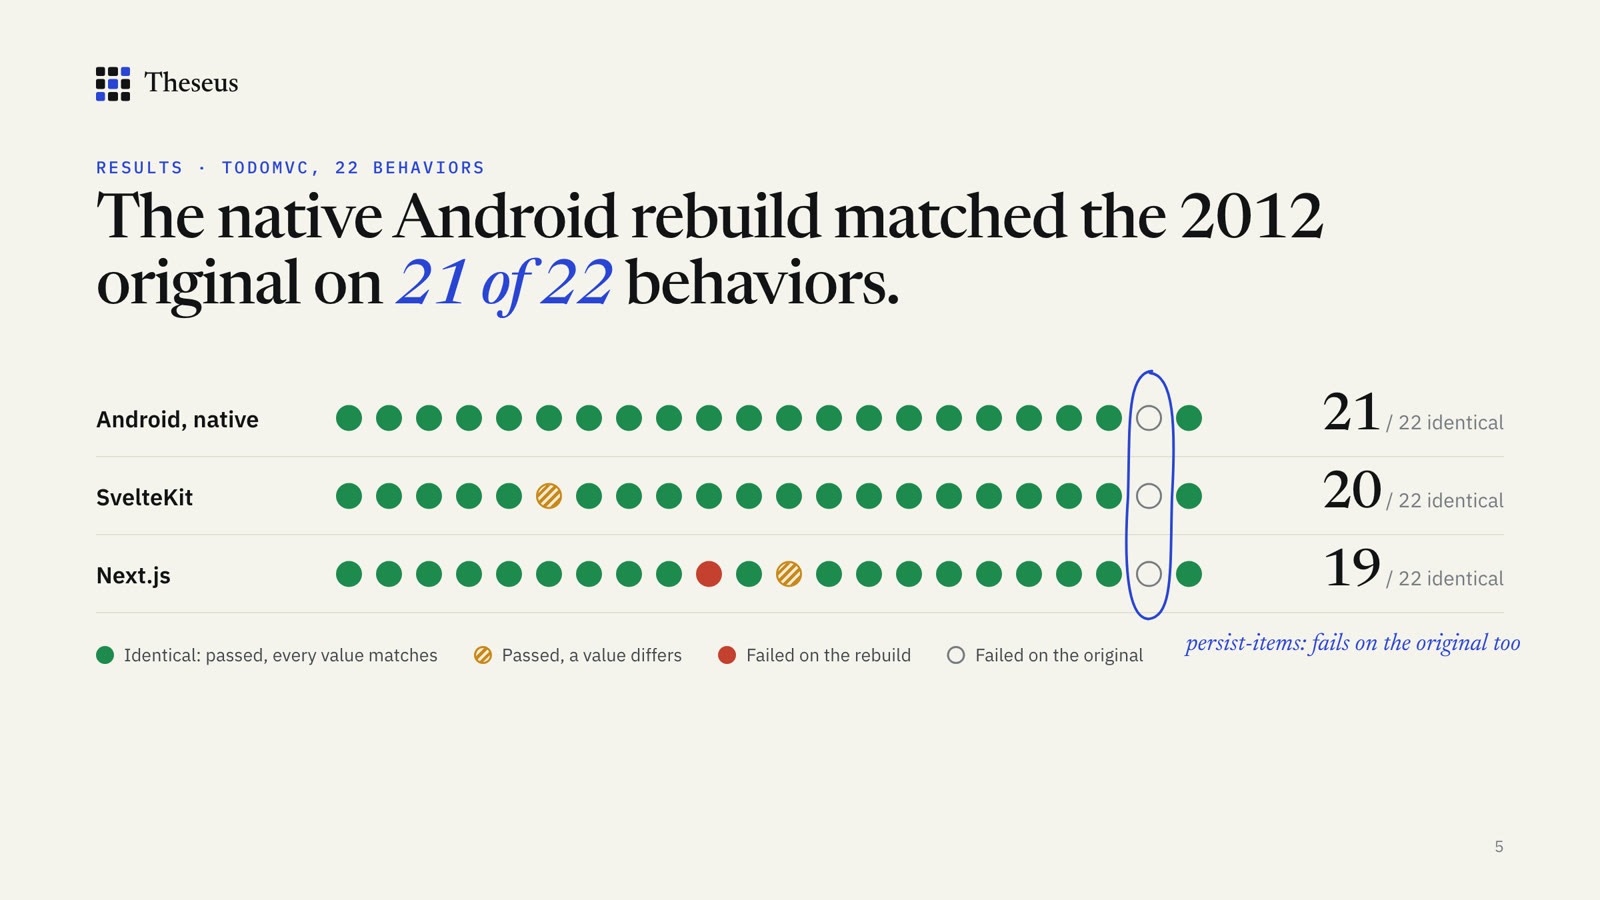 Theseus
RESULTS · TODOMVC, 22 BEHAVIORS
The native Android rebuild matched the 2012
original on 21 of 22 behaviors.
Android, native
21 / 22 identical
SvelteKit
20 / 22 identical
Next.js
19 / 22 identical
persist-items: fails on the original too
Identical: passed, every value matches
Passed, a value differs
Failed on the rebuild
Failed on the original
5